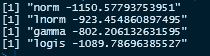 [1] "norm -1150.57793753951"
[1] "lnorm -923.454860897495"
[1] "gamma -802.206132631595"
[1] "logis -1089.78696385527"